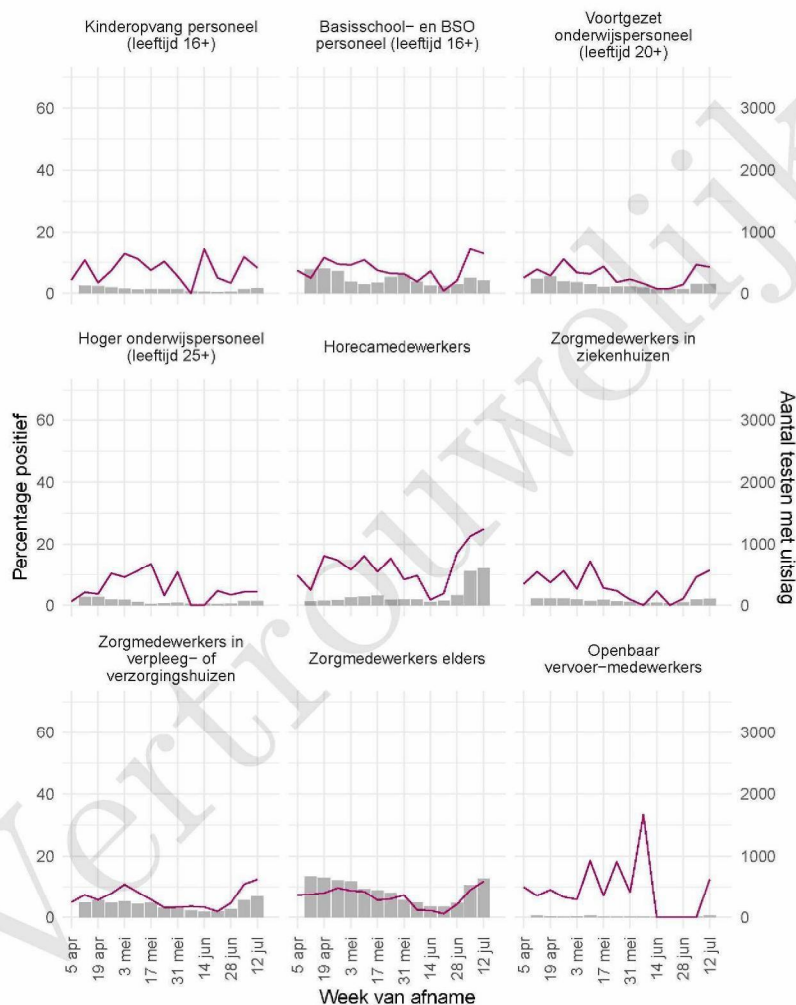 Kinderopvang personeel
(leeftijd 16+)
Basisschool- en BSO
personeel (leeftijd 16+)
Voortgezet
onderwijspersoneel
(leeftijd 20+)
60
40
20
0
3000
2000
1000
0
Hoger onderwijspersoneel
(leeftijd 25+)
Horecamedewerkers
Zorgmedewerkers in
ziekenhuizen
60
40
20
0
3000
2000
1000
0
Percentage positief
Aantal testen met uitslag
Zorgmedewerkers in
verpleeg- of
verzorgingshuizen
Zorgmedewerkers elders
Openbaar
vervoer-medewerkers
60
40
20
0
3000
2000
1000
0
5 apr
19 apr
3 mei
17 mei
31 mei
14 jun
28 jun
12 jul
5 apr
19 apr
3 mei
17 mei
31 mei
14 jun
28 jun
12 jul
5 apr
19 apr
3 mei
17 mei
31 mei
14 jun
28 jun
12 jul
Week van afname
Vertrouwelijk